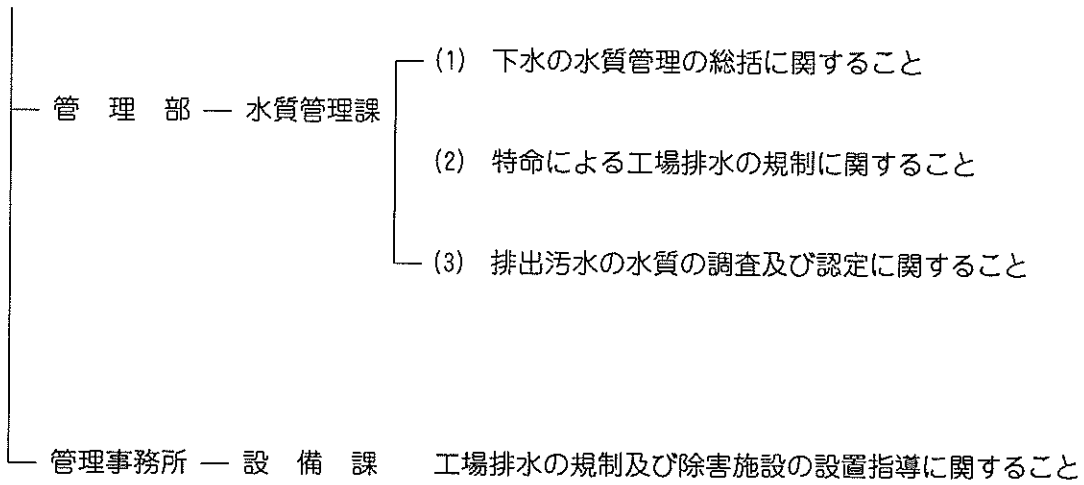 (1) 下水の水質管理の総括に関すること
管理部 — 水質管理課
(2) 特命による工場排水の規制に関すること
(3) 排出汚水の水質の調査及び認定に関すること
管理事務所 — 設備課 工場排水の規制及び除害施設の設置指導に関すること